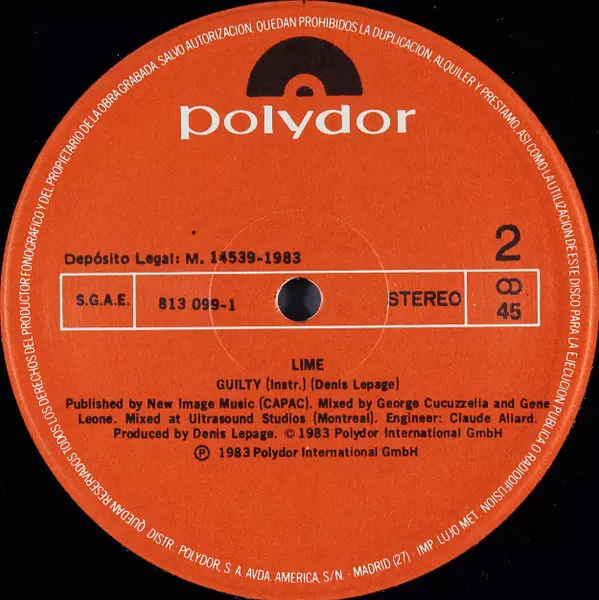 QUEDAN RESERVADOS TODOS LOS DERECHOS DEL PRODUCTOR FONOGRAFICO Y DEL PROPIETARIO DE LA OBRA GRABADA. SALVO AUTORIZACION, QUEDAN PROHIBIDOS LA DUPLICACION, ALQUILER Y PRESTAMO, ASI COMO LA UTILIZACION DE ESTE DISCO PARA LA EJECUCION PUBLICA O RADIODIFUSION
polydor
2
Depósito Legal: M. 14539-1983
S.G.A.E. 813 099-1 STEREO 45
LIME
GUILTY (Instr.) (Denis Lepage)
Published by New Image Music (CAPAC). Mixed by George Cucuzzella and Gene
Leone. Mixed at Ultrasound Studios (Montreal). Engineer: Claude Allard.
Produced by Denis Lepage. © 1983 Polydor International GmbH
℗ 1983 Polydor International GmbH
DISTR. POLYDOR, S. A. AVDA. AMERICA, S/N. - MADRID (27) - IMP. LUJO MET.